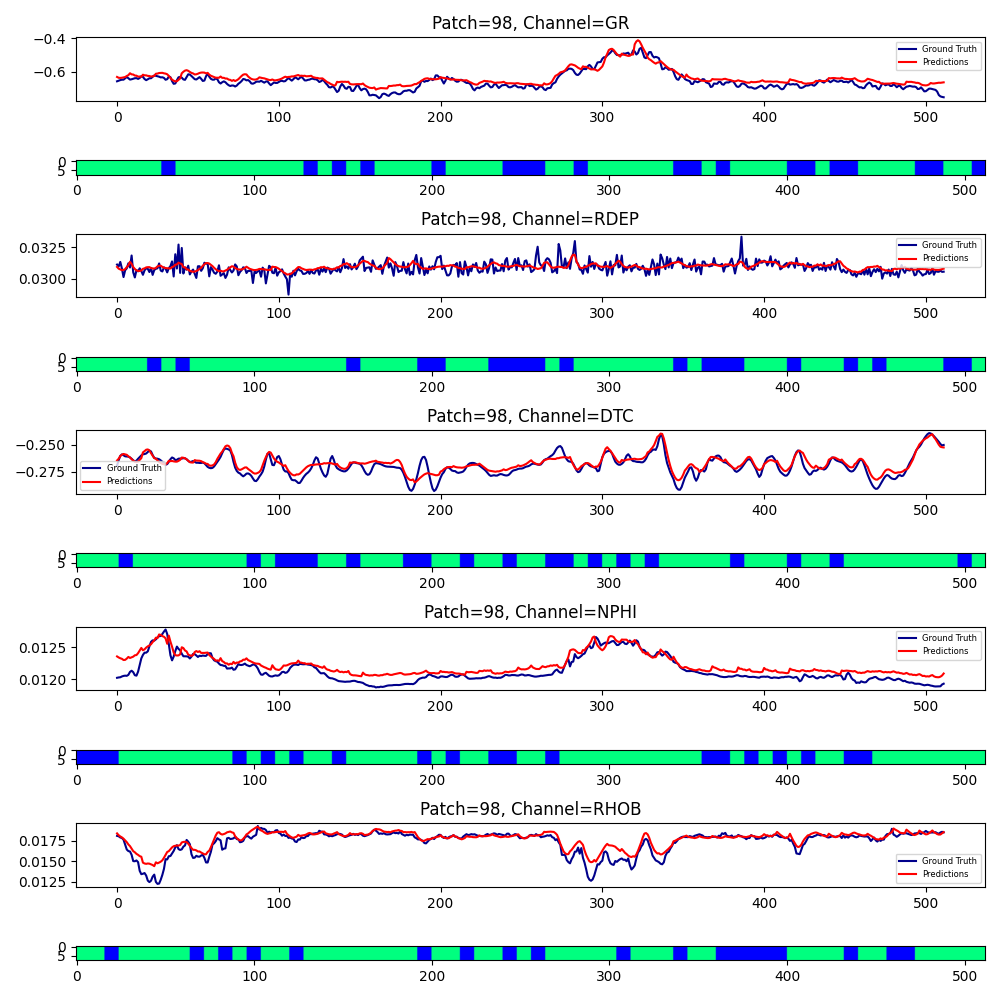 Patch=98, Channel=GR
−0.4
−0.6
Ground Truth
Predictions
0 100 200 300 400 500
0
5
0 100 200 300 400 500
Patch=98, Channel=RDEP
0.0325
0.0300
Ground Truth
Predictions
0 100 200 300 400 500
0
5
0 100 200 300 400 500
Patch=98, Channel=DTC
−0.250
−0.275
Ground Truth
Predictions
0 100 200 300 400 500
0
5
0 100 200 300 400 500
Patch=98, Channel=NPHI
0.0125
0.0120
Ground Truth
Predictions
0 100 200 300 400 500
0
5
0 100 200 300 400 500
Patch=98, Channel=RHOB
0.0175
0.0150
0.0125
Ground Truth
Predictions
0 100 200 300 400 500
0
5
0 100 200 300 400 500